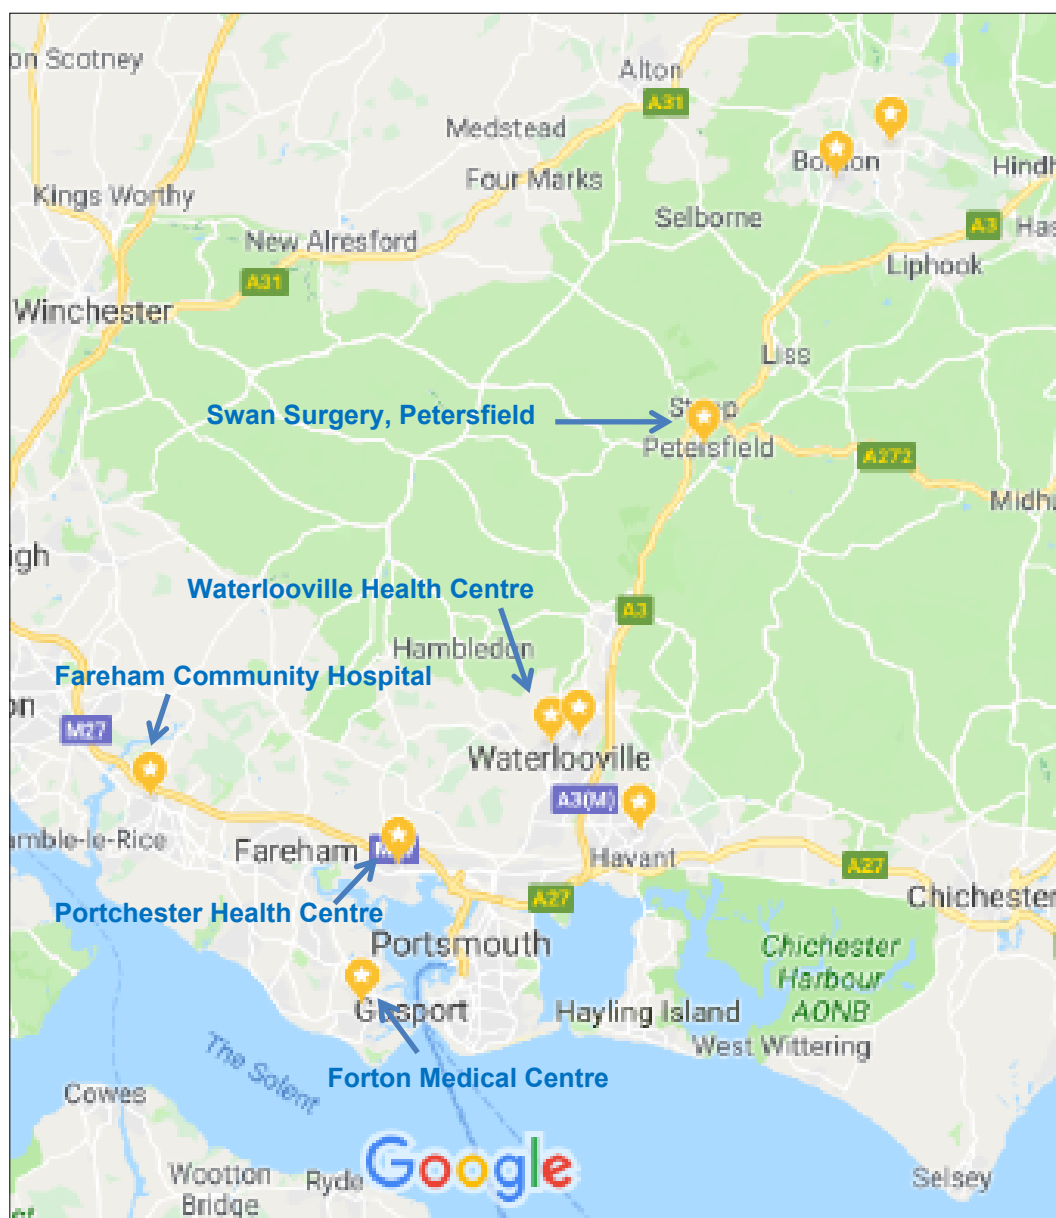 on Scotney
Alton
A31
Medstead
Bordon
Four Marks
Hindh
Kings Worthy
Selborne
A3
Has
New Alresford
Liphook
A31
Winchester
Liss
Swan Surgery, Petersfield
Petersfield
A272
Midhu
igh
Waterlooville Health Centre
A3
Hambledon
Fareham Community Hospital
on
M27
Waterlooville
A3(M)
amble-le-Rice
Fareham
Havant
A27
A27
Chichester
Portchester Health Centre
Portsmouth
Chichester
Harbour
AONB
Gosport
Hayling Island
West Wittering
The Solent
Forton Medical Centre
Cowes
Google
Wootton
Bridge
Ryde
Selsey